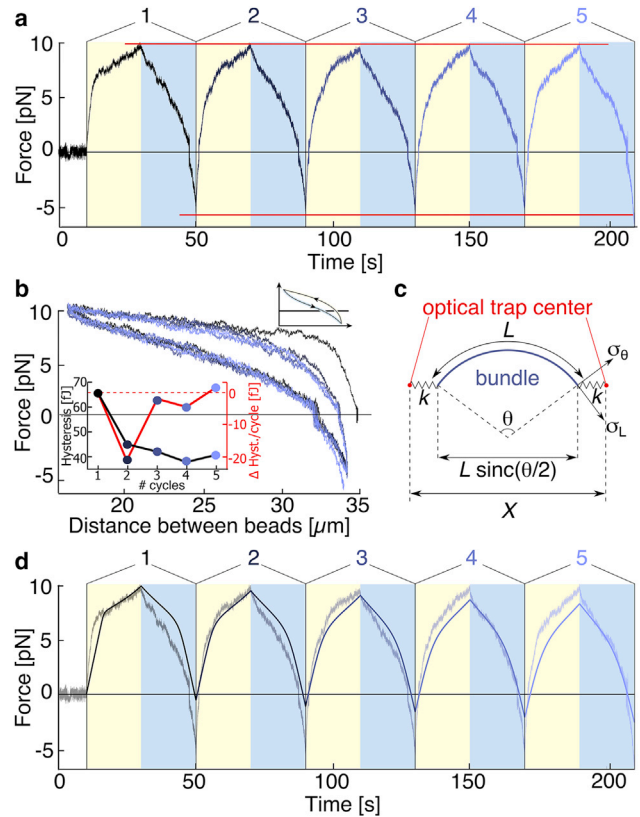 a
1 2 3 4 5
Force [pN]
10
5
0
-5
0 50 100 150 200
Time [s]
b
Force [pN]
10
5
0
-5
20 25 30 35
Distance between beads [µm]
Hysteresis [fJ]
70
60
50
40
1 2 3 4 5
# cycles
0
-10
-20
Δ Hyst./cycle [fJ]
c
optical trap center
L
σθ
bundle
k
k
θ
σL
L sinc(θ/2)
X
d
1 2 3 4 5
Force [pN]
10
5
0
-5
0 50 100 150 200
Time [s]